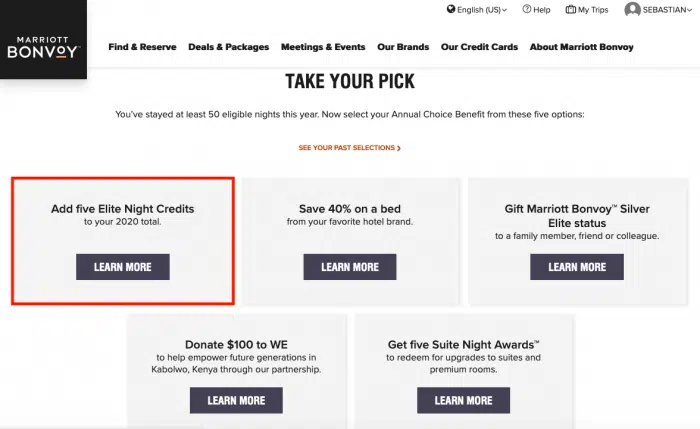 English (US)
Help
My Trips
SEBASTIAN
MARRIOTT
BONVOY™
Find & Reserve
Deals & Packages
Meetings & Events
Our Brands
Our Credit Cards
About Marriott Bonvoy
TAKE YOUR PICK
You've stayed at least 50 eligible nights this year. Now select your Annual Choice Benefit from these five options:
SEE YOUR PAST SELECTIONS
Add five Elite Night Credits
to your 2020 total.
LEARN MORE
Save 40% on a bed
from your favorite hotel brand.
LEARN MORE
Gift Marriott Bonvoy™ Silver
Elite status
to a family member, friend or colleague.
LEARN MORE
Donate $100 to WE
to help empower future generations in
Kabolwo, Kenya through our partnership.
LEARN MORE
Get five Suite Night Awards™
to redeem for upgrades to suites and
premium rooms.
LEARN MORE